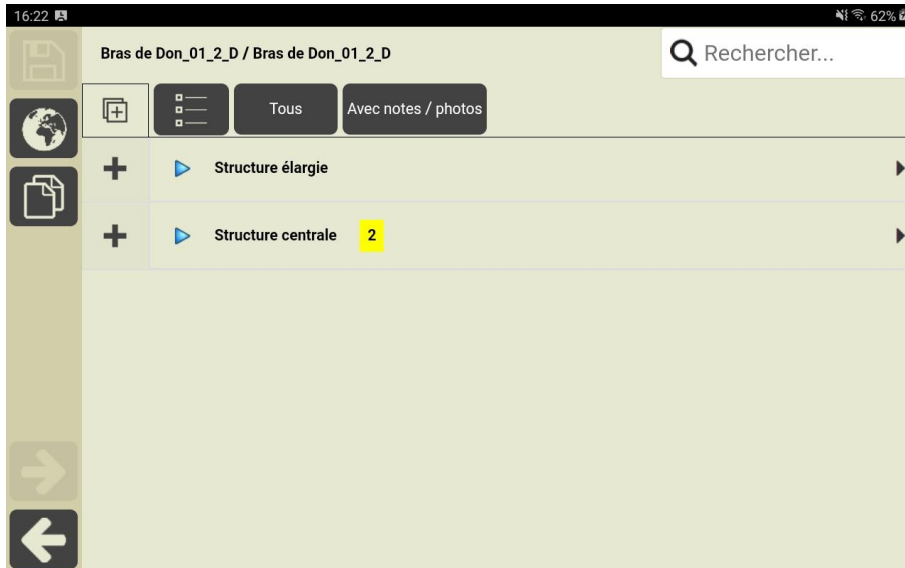 16:22 62%
Bras de Don_01_2_D / Bras de Don_01_2_D
Rechercher...
Tous
Avec notes / photos
Structure élargie
Structure centrale 2